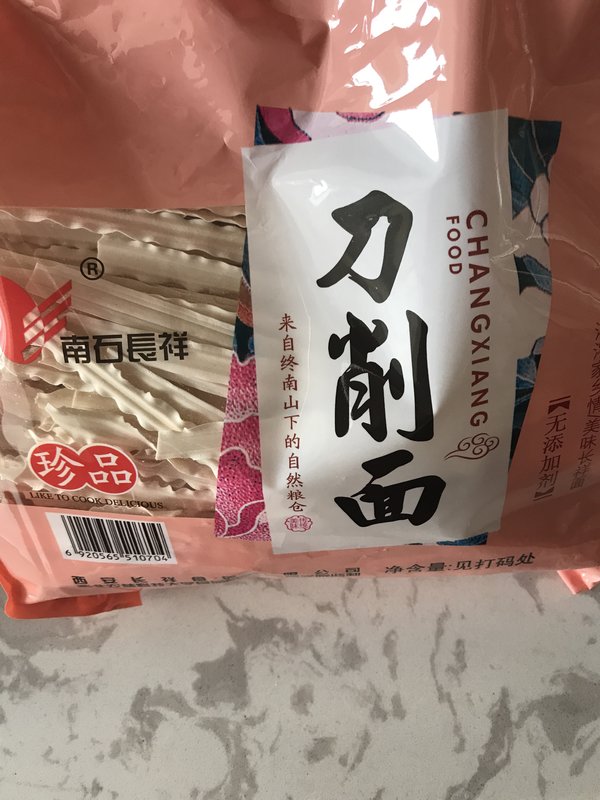 刀削面
CHANGXIANG
FOOD
来自终南山下的自然粮仓
®
南石長祥
珍品
LIKE TO COOK DELICIOUS
6 920565 510704
【无添加剂】
净含量:见打码处